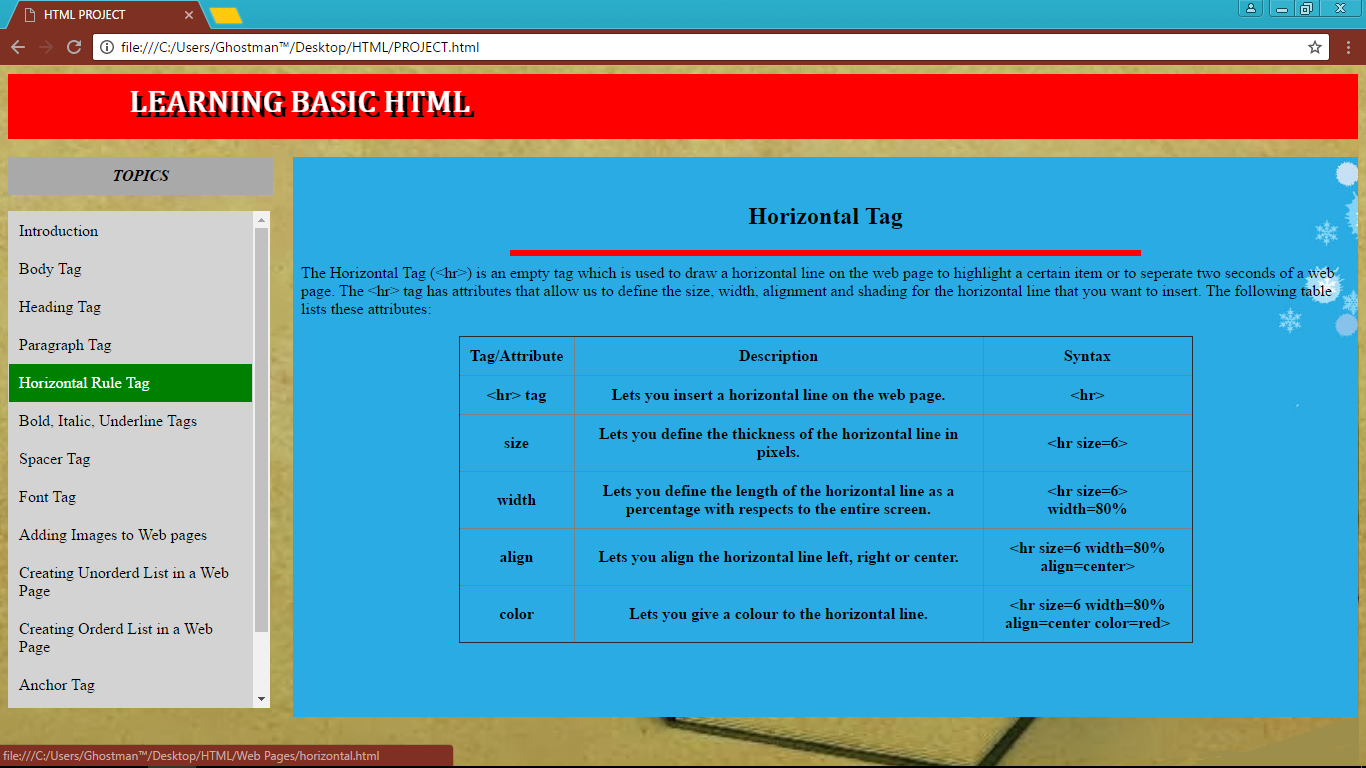 HTML PROJECT
file:///C:/Users/Ghostman™/Desktop/HTML/PROJECT.html
LEARNING BASIC HTML
TOPICS
Introduction
Body Tag
Heading Tag
Paragraph Tag
Horizontal Rule Tag
Bold, Italic, Underline Tags
Spacer Tag
Font Tag
Adding Images to Web pages
Creating Unorderd List in a Web
Page
Creating Orderd List in a Web
Page
Anchor Tag
Horizontal Tag
The Horizontal Tag (<hr>) is an empty tag which is used to draw a horizontal line on the web page to highlight a certain item or to seperate two seconds of a web
page. The <hr> tag has attributes that allow us to define the size, width, alignment and shading for the horizontal line that you want to insert. The following table
lists these attributes:
Tag/Attribute Description Syntax
<hr> tag Lets you insert a horizontal line on the web page. <hr>
size Lets you define the thickness of the horizontal line in
pixels. <hr size=6>
width Lets you define the length of the horizontal line as a
percentage with respects to the entire screen. <hr size=6>
width=80%
align Lets you align the horizontal line left, right or center. <hr size=6 width=80%
align=center>
color Lets you give a colour to the horizontal line. <hr size=6 width=80%
align=center color=red>
file:///C:/Users/Ghostman™/Desktop/HTML/Web Pages/horizontal.html